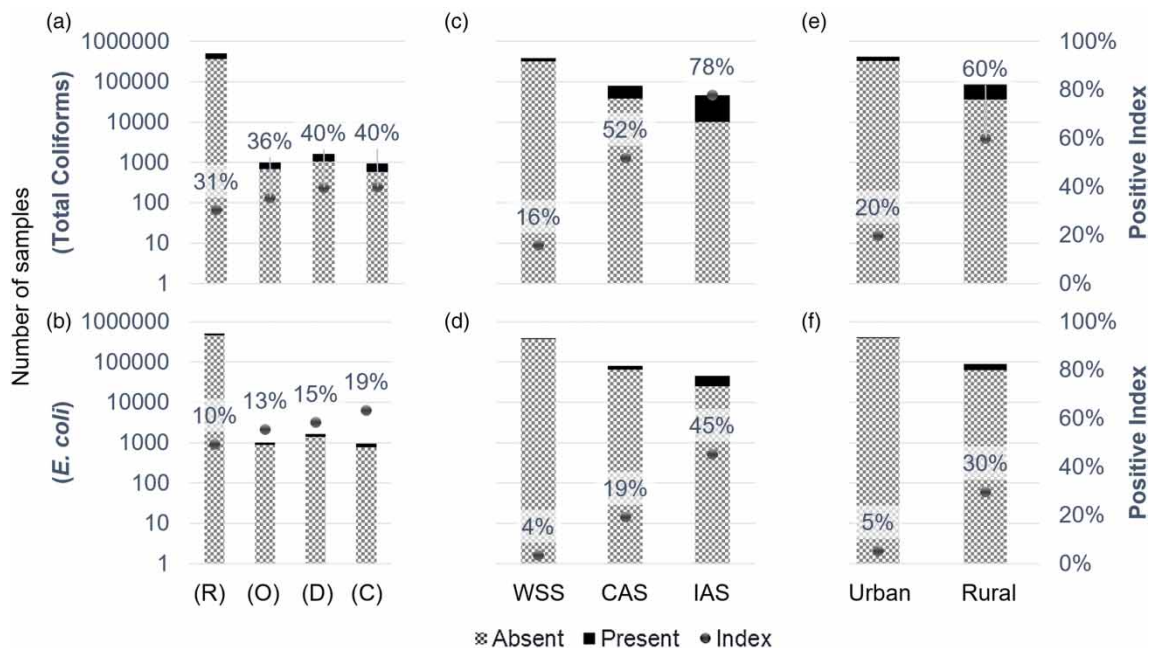 (a)
(c)
(e)
Number of samples
(Total Coliforms)
1000000
100000
10000
1000
100
10
1
31%
36%
40%
40%
16%
52%
78%
20%
60%
100%
80%
60%
40%
20%
0%
Positive Index
(b)
(d)
(f)
(E. coli)
1000000
100000
10000
1000
100
10
1
10%
13%
15%
19%
4%
19%
45%
5%
30%
100%
80%
60%
40%
20%
0%
Positive Index
(R) (O) (D) (C)
WSS CAS IAS
Urban Rural
Absent Present Index